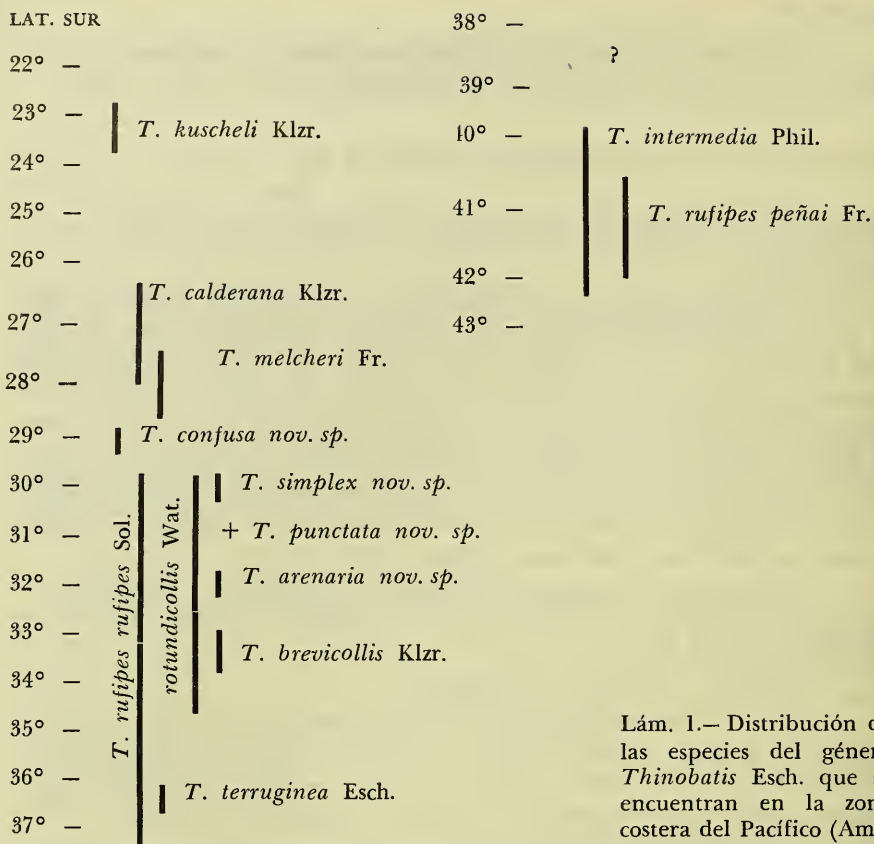 LAT. SUR
22° —
23° —
T. kuscheli Klzr.
24° —
25° —
26° —
T. calderana Klzr.
27° —
T. melcheri Fr.
28° —
29° —
T. confusa nov. sp.
30° —
T. simplex nov. sp.
31° —
+ T. punctata nov. sp.
32° —
T. arenaria nov. sp.
33° —
T. brevicollis Klzr.
34° —
35° —
36° —
T. terruginea Esch.
37° —
T. rufipes rufipes Sol.
rotundicollis Wat.
38° —
?
39° —
10° —
T. intermedia Phil.
41° —
T. rufipes peñai Fr.
42° —
43° —
Lám. 1.— Distribución
las especies del géner
Thinobatis Esch. que
encuentran en la zon
costera del Pacífico (Am